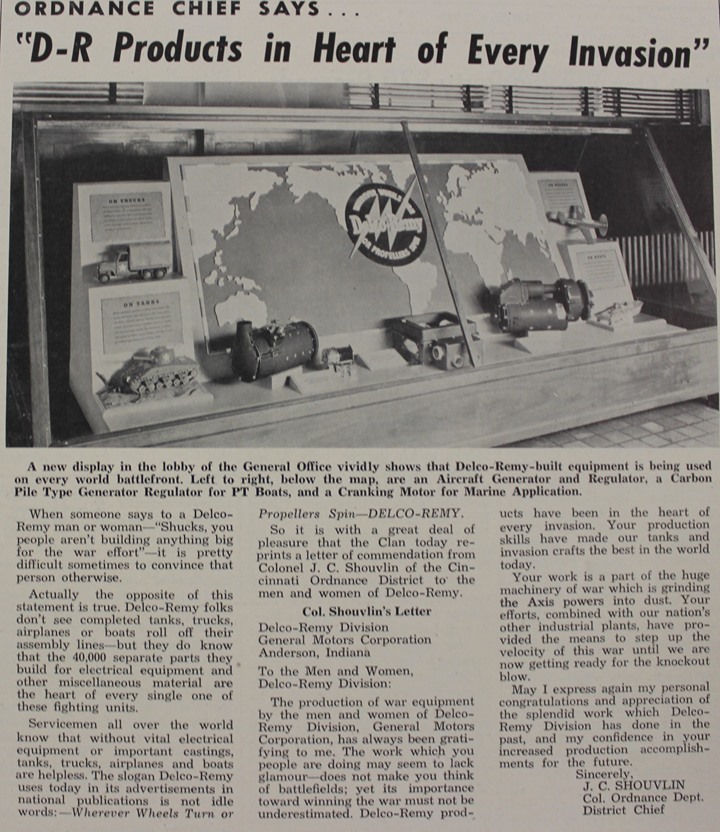 ORDNANCE CHIEF SAYS...
"D-R Products in Heart of Every Invasion"
ON TRUCKS
ON TANKS
Delco-Remy
A new display in the lobby of the General Office vividly shows that Delco-Remy-built equipment is being used
on every world battlefront. Left to right, below the map, are an Aircraft Generator and Regulator, a Carbon
Pile Type Generator Regulator for PT Boats, and a Cranking Motor for Marine Application.
When someone says to a Delco-
Remy man or woman—"Shucks, you
people aren't building anything big
for the war effort"—it is pretty
difficult sometimes to convince that
person otherwise.
Actually the opposite of this
statement is true. Delco-Remy folks
don't see completed tanks, trucks,
airplanes or boats roll off their
assembly lines—but they do know
that the 40,000 separate parts they
build for electrical equipment and
other miscellaneous material are
the heart of every single one of
these fighting units.
Servicemen all over the world
know that without vital electrical
equipment or important castings,
tanks, trucks, airplanes and boats
are helpless. The slogan Delco-Remy
uses today in its advertisements in
national publications is not idle
words:—Wherever Wheels Turn or
Propellers Spin—DELCO-REMY.
So it is with a great deal of
pleasure that the Clan today re-
prints a letter of commendation from
Colonel J. C. Shouvlin of the Cin-
cinnati Ordnance District to the
men and women of Delco-Remy.
Col. Shouvlin's Letter
Delco-Remy Division
General Motors Corporation
Anderson, Indiana
To the Men and Women,
Delco-Remy Division:
The production of war equipment
by the men and women of Delco-
Remy Division, General Motors
Corporation, has always been grati-
fying to me. The work which you
people are doing may seem to lack
glamour—does not make you think
of battlefields; yet its importance
toward winning the war must not be
underestimated. Delco-Remy prod-
ucts have been in the heart of
every invasion. Your production
skills have made our tanks and
invasion crafts the best in the world
today.
Your work is a part of the huge
machinery of war which is grinding
the Axis powers into dust. Your
efforts, combined with our nation's
other industrial plants, have pro-
vided the means to step up the
velocity of this war until we are
now getting ready for the knockout
blow.
May I express again my personal
congratulations and appreciation of
the splendid work which Delco-
Remy Division has done in the
past, and my confidence in your
increased production accomplish-
ments for the future.
Sincerely,
J. C. SHOUVLIN
Col. Ordnance Dept.
District Chief